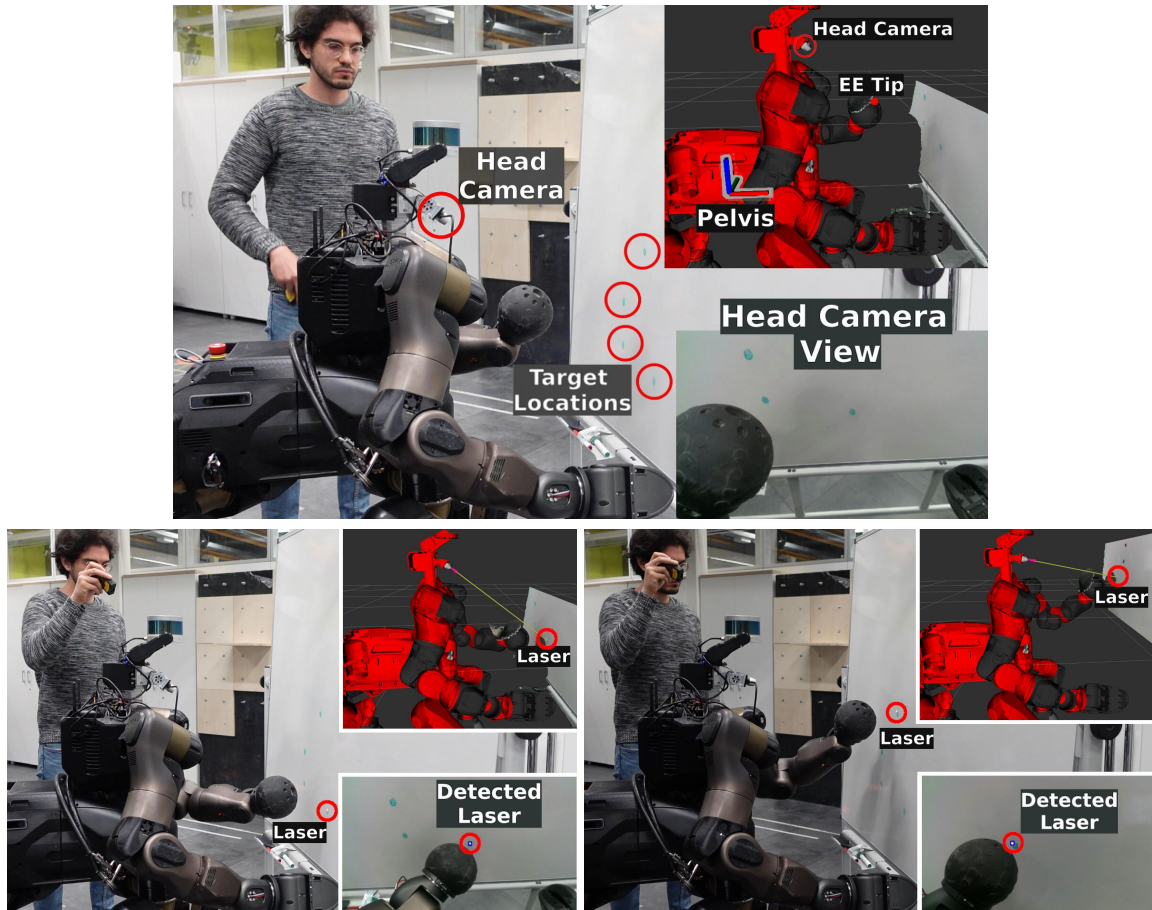 Head Camera
EE Tip
Head
Camera
Pelvis
Head Camera
View
Target
Locations
Laser
Laser
Detected
Laser
Laser
Laser
Detected
Laser